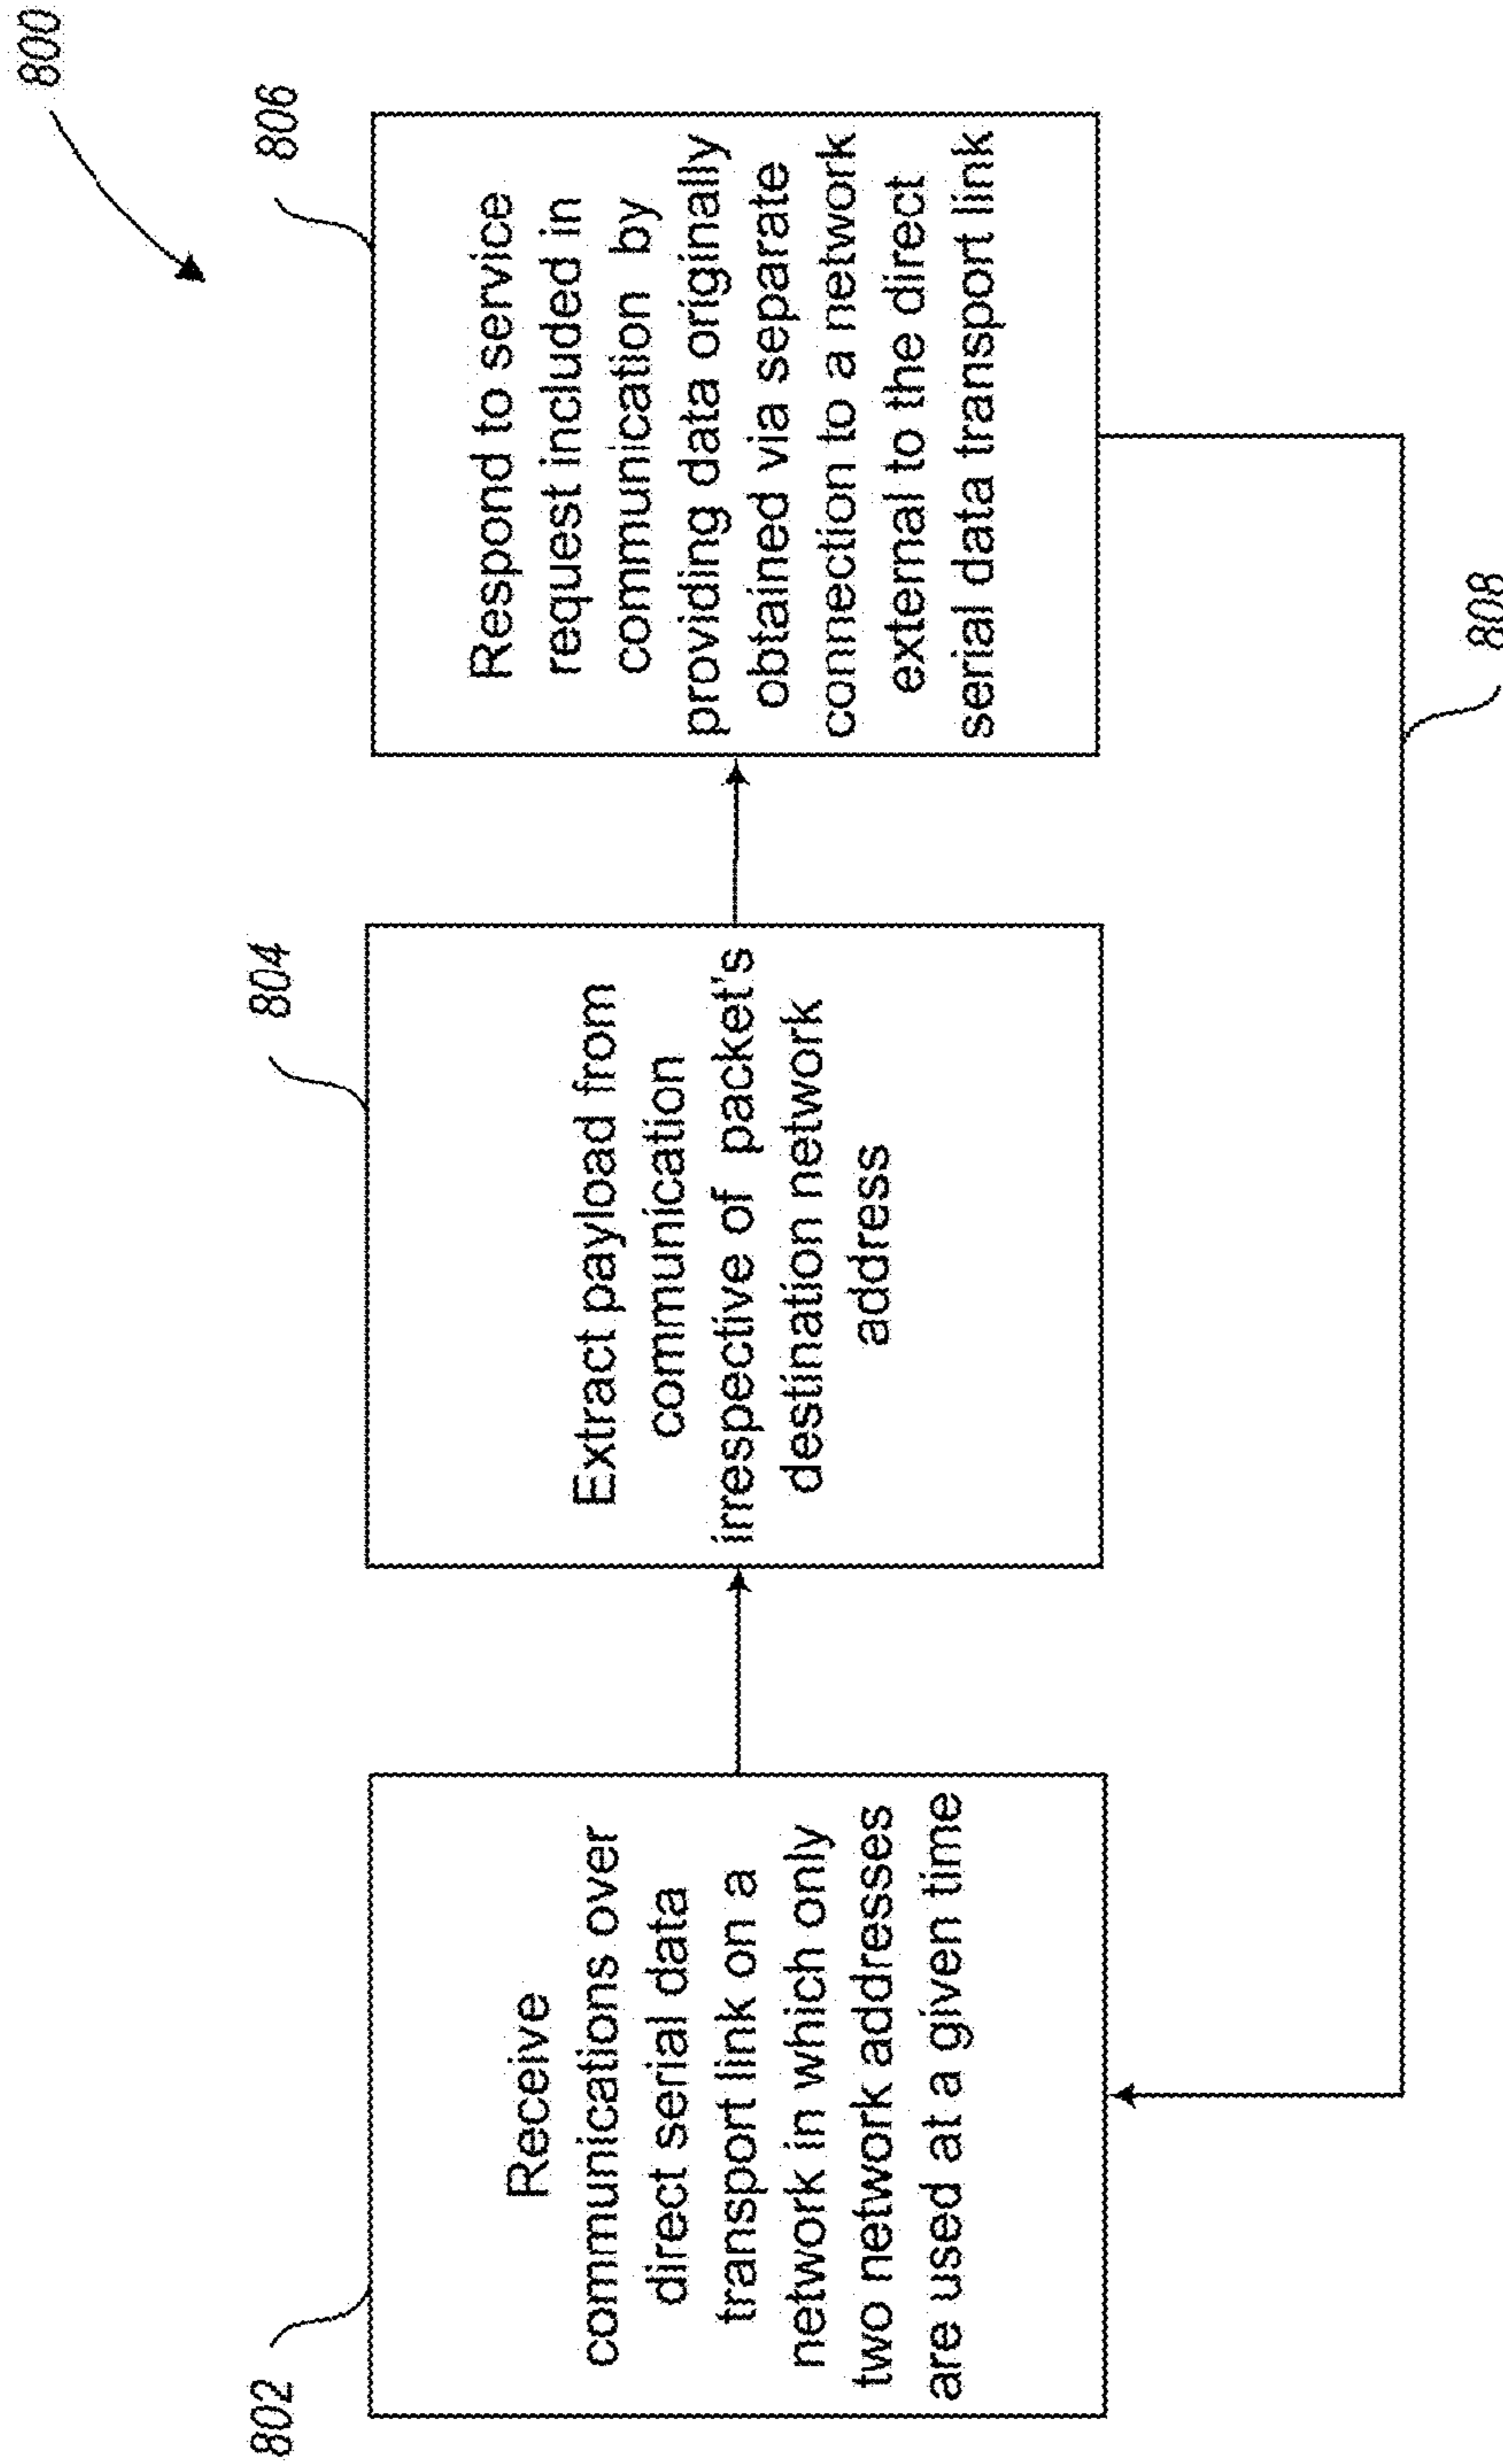 800
802
Receive
communications over
direct serial data
transport link on a
network in which only
two network addresses
are used at a given time
804
Extract payload from
communication
irrespective of packet's
destination network
address
806
Respond to service
request included in
communication by
providing data originally
obtained via separate
connection to a network
external to the direct
serial data transport link
808